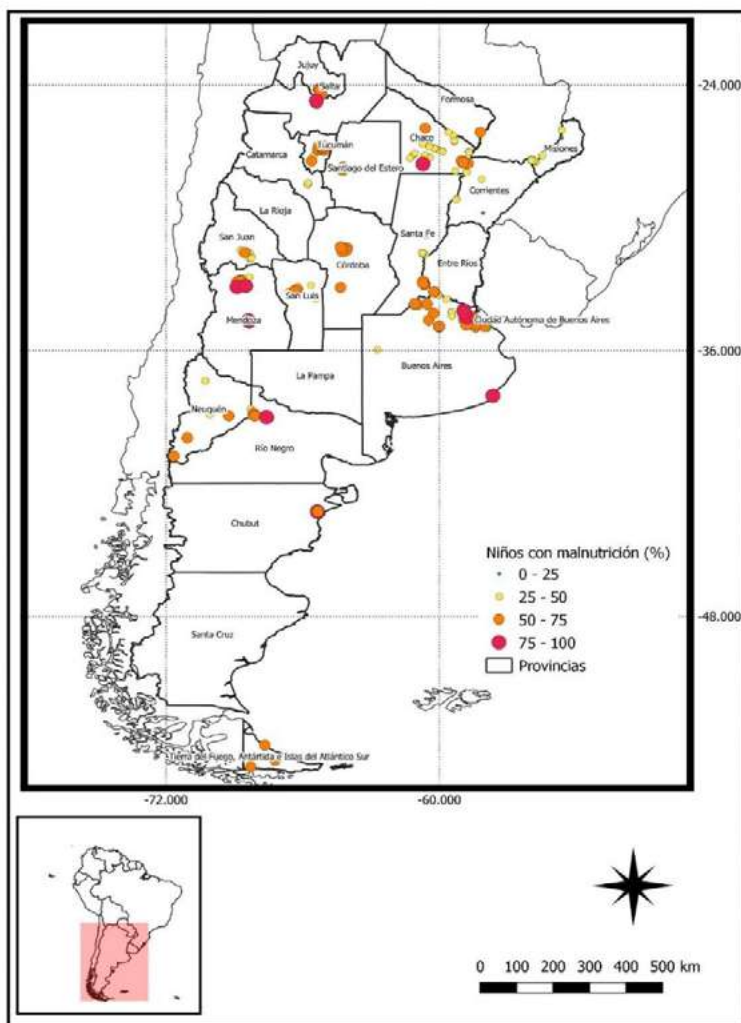 Jujuy
Salta
-24.000
Formosa
Chaco
Tucumán
Misiones
Catamarca
Santiago del Estero
Corrientes
La Rioja
Santa Fe
San Juan
Entre Ríos
Córdoba
San Luis
Ciudad Autónoma de Buenos Aires
Mendoza
-36.000
Buenos Aires
La Pampa
Neuquén
Río Negro
Chubut
Niños con malnutrición (%)
0 - 25
25 - 50
50 - 75
75 - 100
Provincias
-48.000
Santa Cruz
Tierra del Fuego, Antártida e Islas del Atlántico Sur
-72.000
-60.000
0 100 200 300 400 500 km